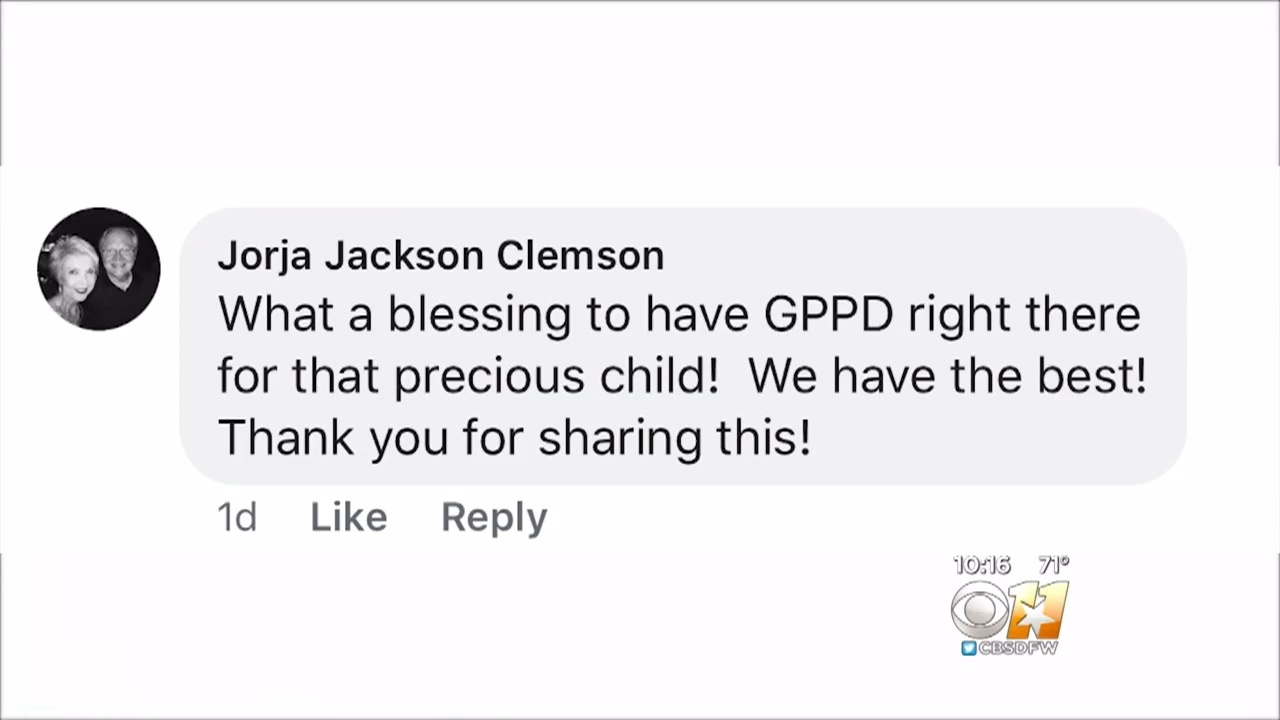 Jorja Jackson Clemson
What a blessing to have GPPD right there
for that precious child!  We have the best!
Thank you for sharing this!
1d Like Reply
10:16 71°
11
CBSDFW